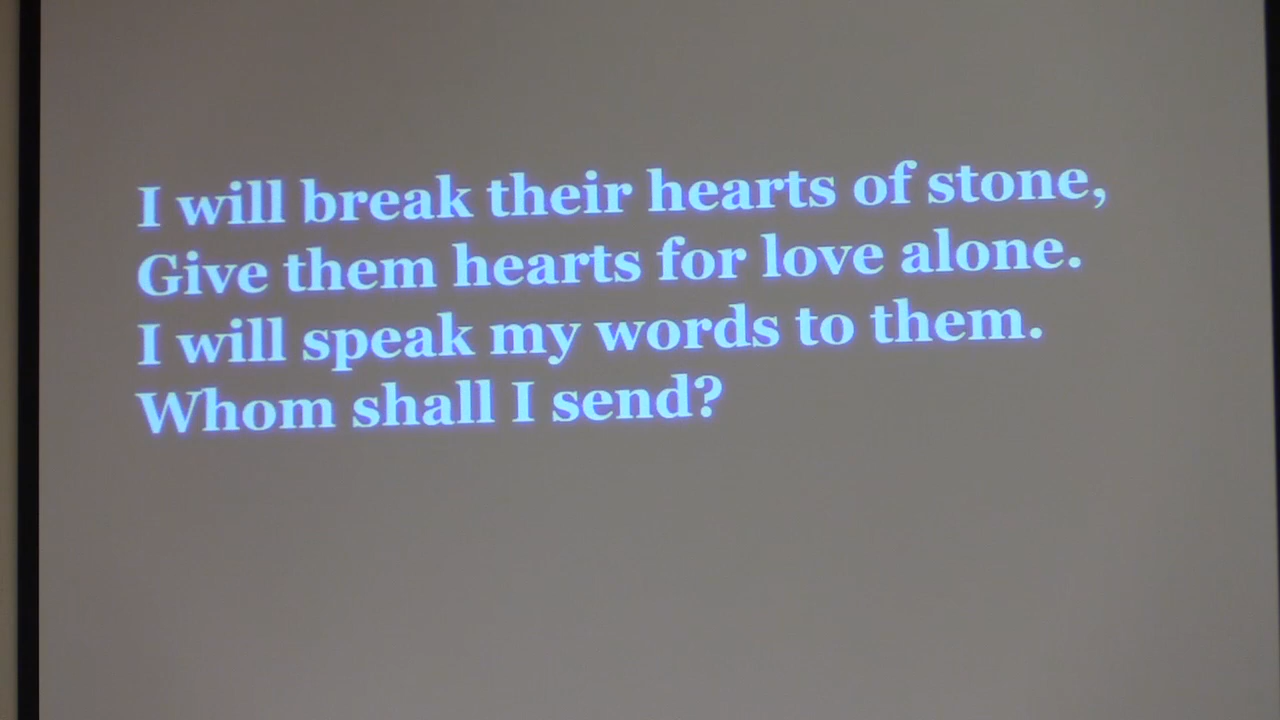 I will break their hearts of stone,
Give them hearts for love alone.
I will speak my words to them.
Whom shall I send?